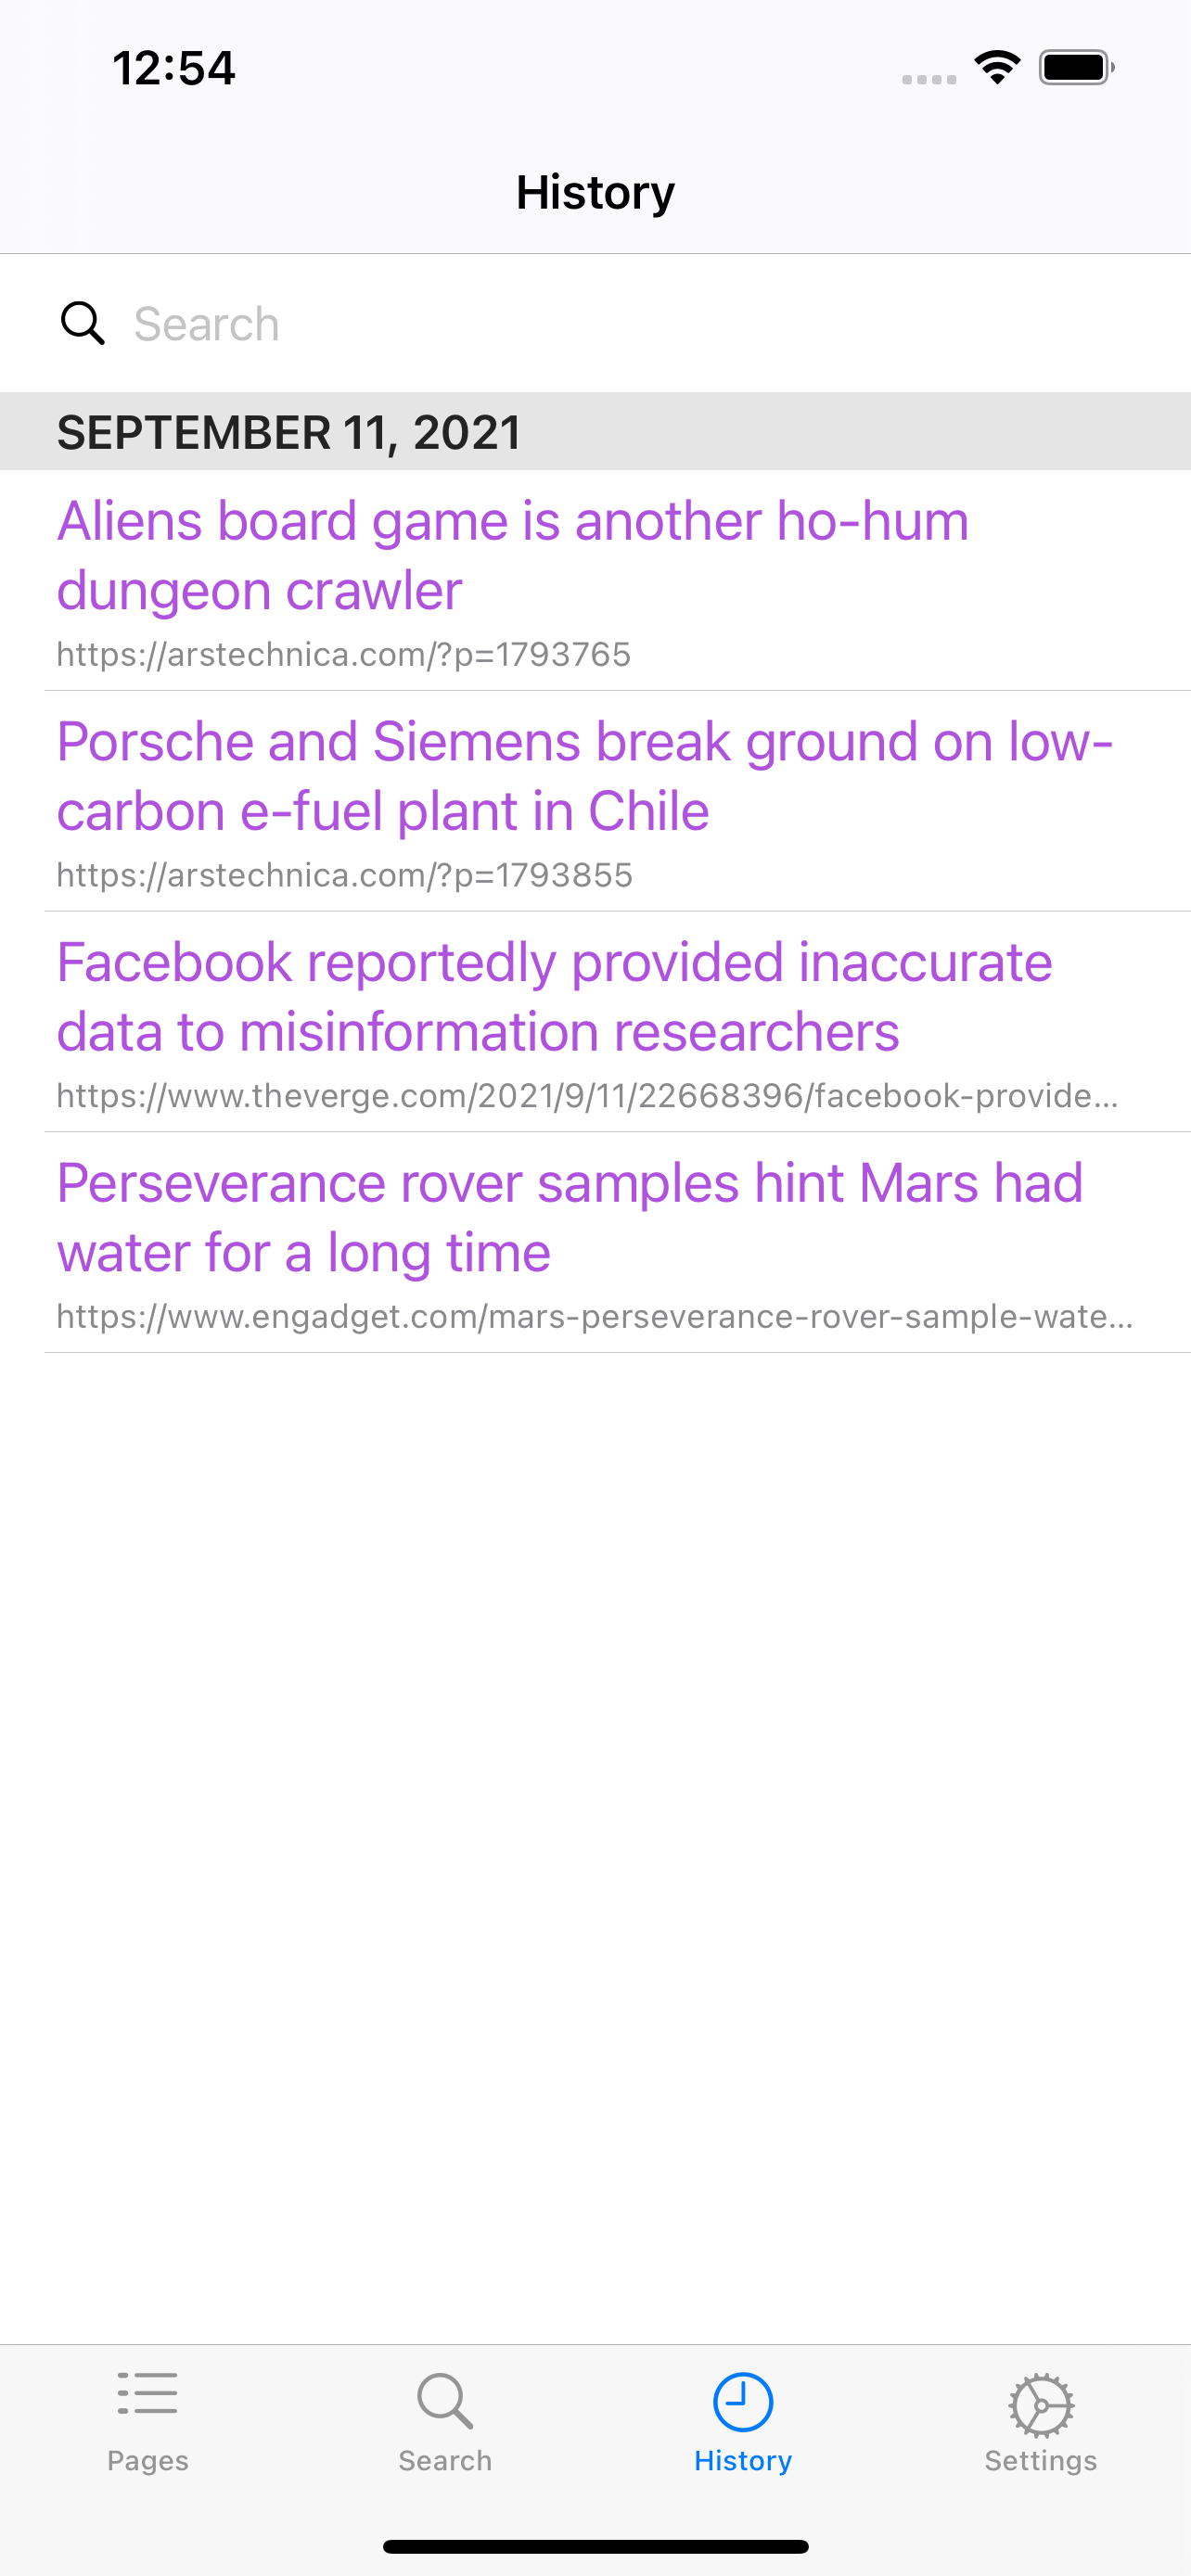 12:54
History
Search
SEPTEMBER 11, 2021
Aliens board game is another ho-hum
dungeon crawler
https://arstechnica.com/?p=1793765
Porsche and Siemens break ground on low-
carbon e-fuel plant in Chile
https://arstechnica.com/?p=1793855
Facebook reportedly provided inaccurate
data to misinformation researchers
https://www.theverge.com/2021/9/11/22668396/facebook-provide...
Perseverance rover samples hint Mars had
water for a long time
https://www.engadget.com/mars-perseverance-rover-sample-wate...
Pages
Search
History
Settings